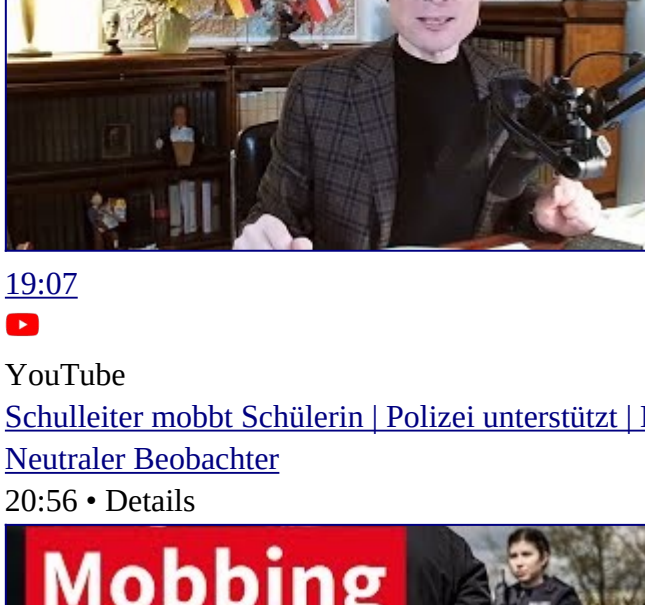 19:07
YouTube
Schulleiter mobbt Schülerin | Polizei unterstützt |
Neutraler Beobachter
20:56 • Details
Mobbing